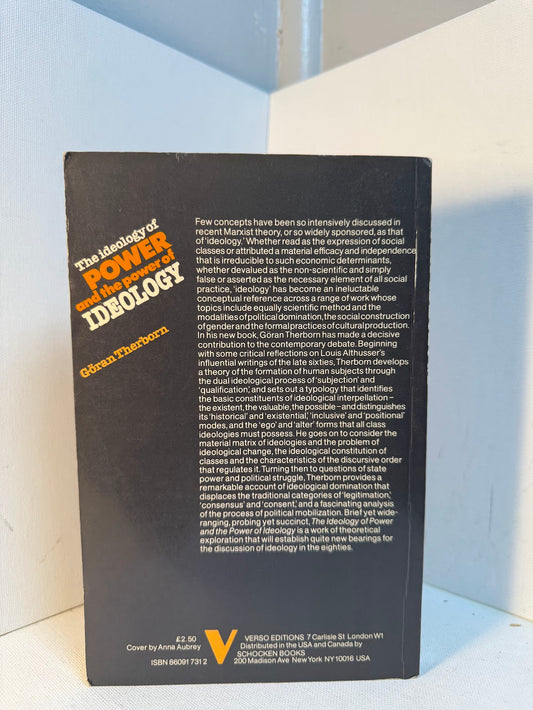 The ideology of
POWER
and the power of
IDEOLOGY
Göran Therborn
Few concepts have been so intensively discussed in
recent Marxist theory, or so widely sponsored, as that
of 'ideology.' Whether read as the expression of social
classes or attributed a material efficacy and independence
that is irreducible to such economic determinants,
whether devalued as the non-scientific and simply
false or asserted as the necessary element of all social
practice, 'ideology' has become an ineluctable
conceptual reference across a range of work whose
topics include equally scientific method and the
modalities of political domination, the social construction
of gender and the formal practices of cultural production.
In his new book, Göran Therborn has made a decisive
contribution to the contemporary debate. Beginning
with some critical reflections on Louis Althusser's
influential writings of the late sixties, Therborn develops
a theory of the formation of human subjects through
the dual ideological process of 'subjection' and
'qualification', and sets out a typology that identifies
the basic constituents of ideological interpellation –
the existent, the valuable, the possible – and distinguishes
its 'historical' and 'existential', 'inclusive' and 'positional'
modes, and the 'ego' and 'alter' forms that all class
ideologies must possess. He goes on to consider the
material matrix of ideologies and the problem of
ideological change, the ideological constitution of
classes and the characteristics of the discursive order
that regulates it. Turning then to questions of state
power and political struggle, Therborn provides a
remarkable account of ideological domination that
displaces the traditional categories of 'legitimation',
'consensus' and 'consent', and a fascinating analysis
of the process of political mobilization. Brief yet wide-
ranging, probing yet succinct, The Ideology of Power
and the Power of Ideology is a work of theoretical
exploration that will establish quite new bearings for
the discussion of ideology in the eighties.
£2.50
Cover by Anna Aubrey
ISBN 86091 731 2
V
VERSO EDITIONS 7 Carlisle St London W1
Distributed in the USA and Canada by
SCHOCKEN BOOKS
200 Madison Ave New York NY 10016 USA